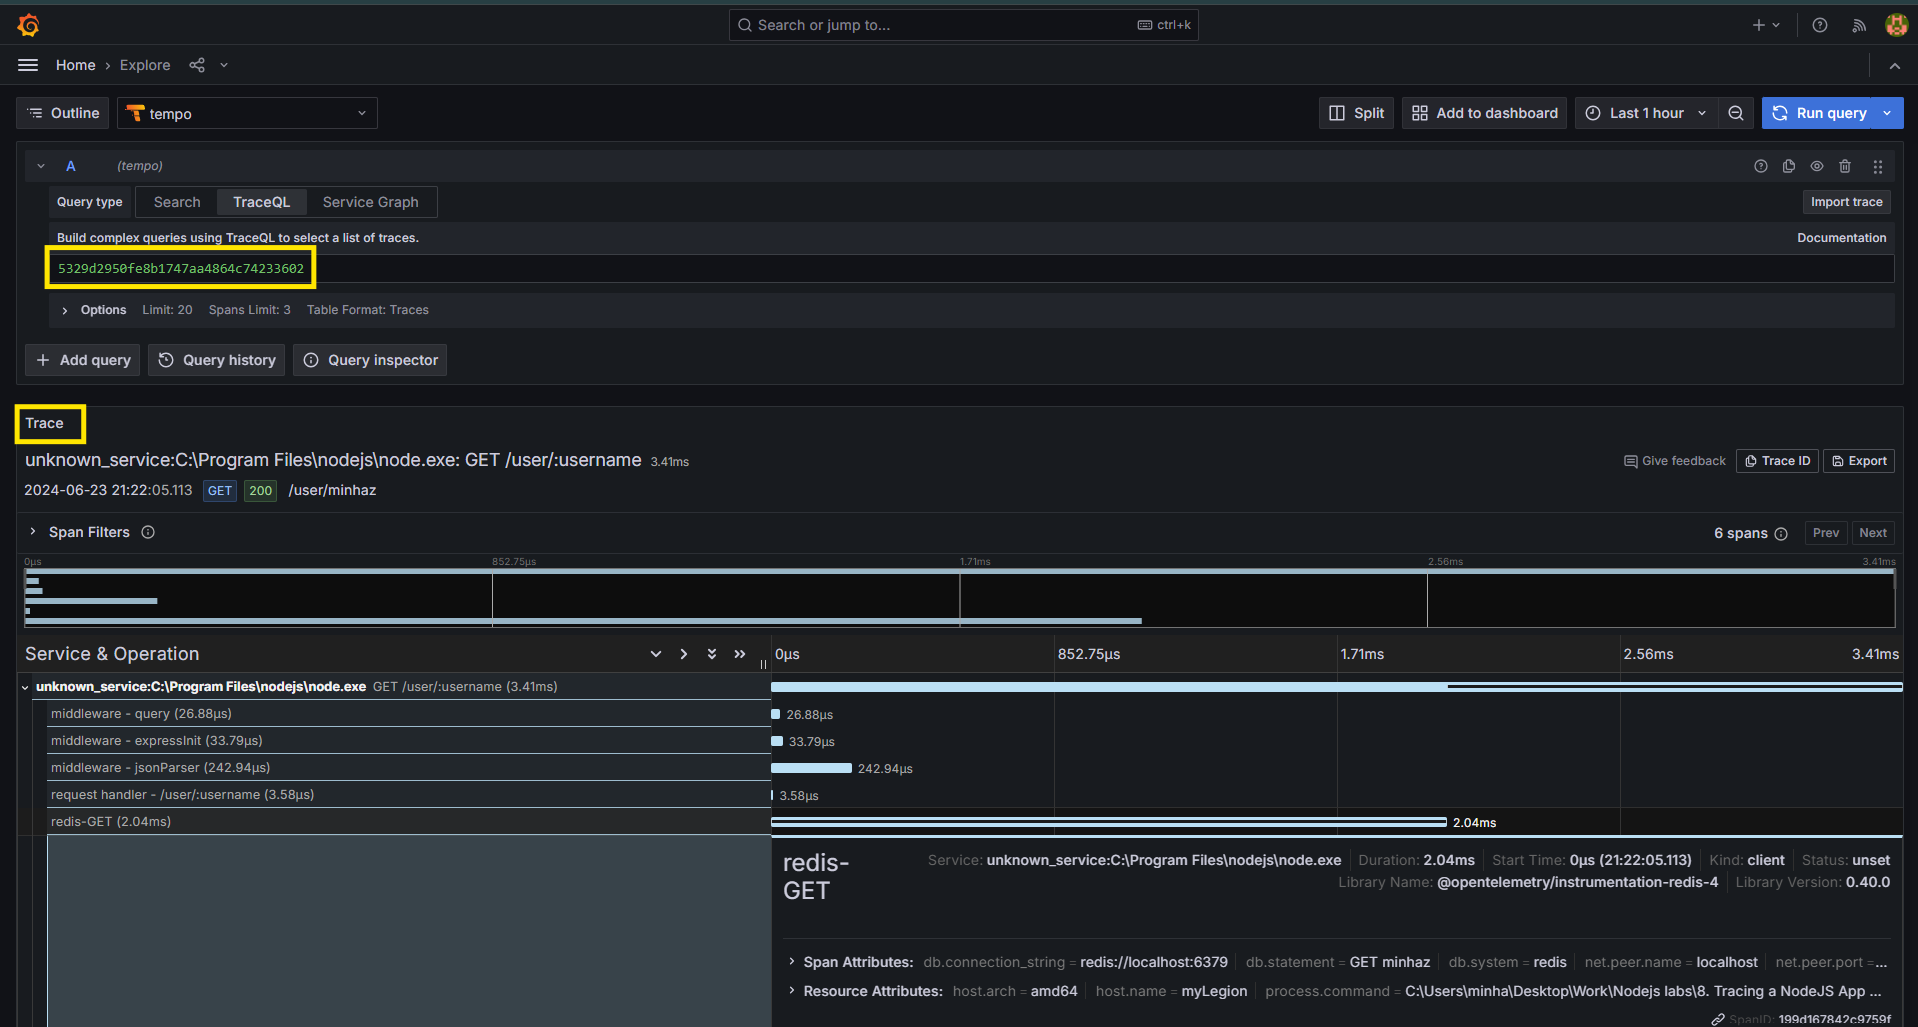 Search or jump to... ctrl+k
Home › Explore
Outline tempo Split Add to dashboard Last 1 hour Run query
A (tempo)
Query type Search TraceQL Service Graph Import trace
Build complex queries using TraceQL to select a list of traces. Documentation
5329d2950fe8b1747aa4864c74233602
Options Limit: 20 Spans Limit: 3 Table Format: Traces
Add query Query history Query inspector
Trace
unknown_service:C:\Program Files\nodejs\node.exe: GET /user/:username 3.41ms
Give feedback Trace ID Export
2024-06-23 21:22:05.113 GET 200 /user/minhaz
Span Filters 6 spans Prev Next
0µs 852.75µs 1.71ms 2.56ms 3.41ms
Service & Operation 0µs 852.75µs 1.71ms 2.56ms 3.41ms
unknown_service:C:\Program Files\nodejs\node.exe GET /user/:username (3.41ms)
middleware - query (26.88µs) 26.88µs
middleware - expressInit (33.79µs) 33.79µs
middleware - jsonParser (242.94µs) 242.94µs
request handler - /user/:username (3.58µs) 3.58µs
redis-GET (2.04ms) 2.04ms
redis-
GET
Service: unknown_service:C:\Program Files\nodejs\node.exe Duration: 2.04ms Start Time: 0µs (21:22:05.113) Kind: client Status: unset
Library Name: @opentelemetry/instrumentation-redis-4 Library Version: 0.40.0
Span Attributes: db.connection_string = redis://localhost:6379 db.statement = GET minhaz db.system = redis net.peer.name = localhost net.peer.port =...
Resource Attributes: host.arch = amd64 host.name = myLegion process.command = C:\Users\minha\Desktop\Work\Nodejs labs\8. Tracing a NodeJS App ...
SpanID: 199d167842c9759f